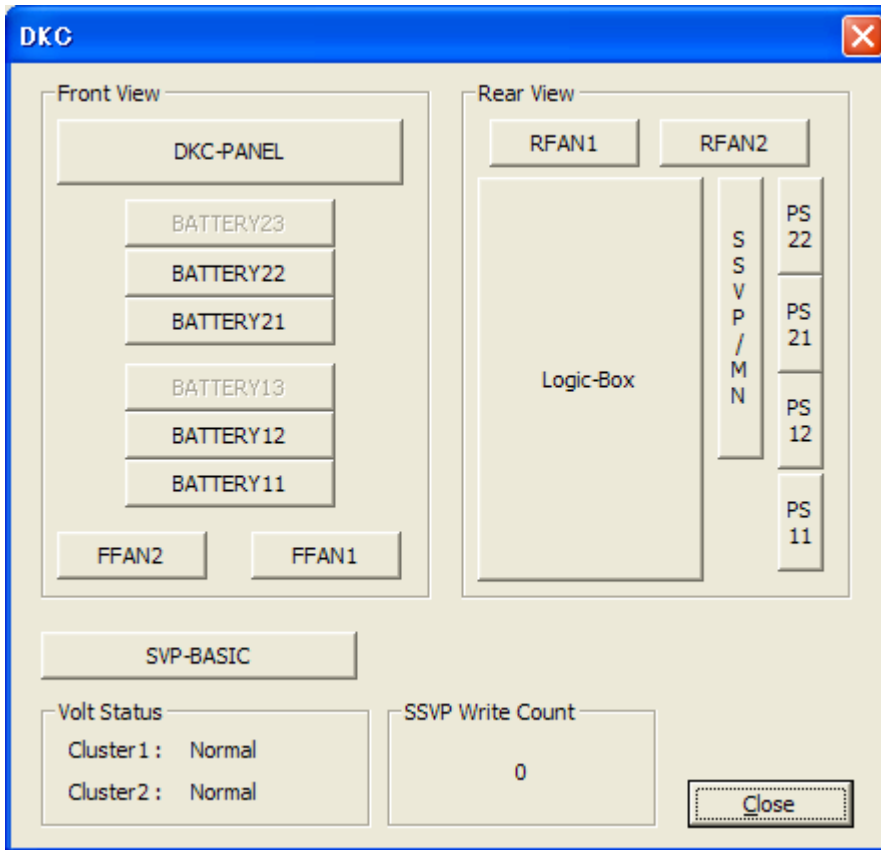 DKC
Front View
DKC-PANEL
BATTERY23
BATTERY22
BATTERY21
BATTERY13
BATTERY12
BATTERY11
FFAN2
FFAN1
Rear View
RFAN1
RFAN2
Logic-Box
S
S
V
P
/
M
N
PS
22
PS
21
PS
12
PS
11
SVP-BASIC
Volt Status
Cluster1 : Normal
Cluster2 : Normal
SSVP Write Count
0
Close